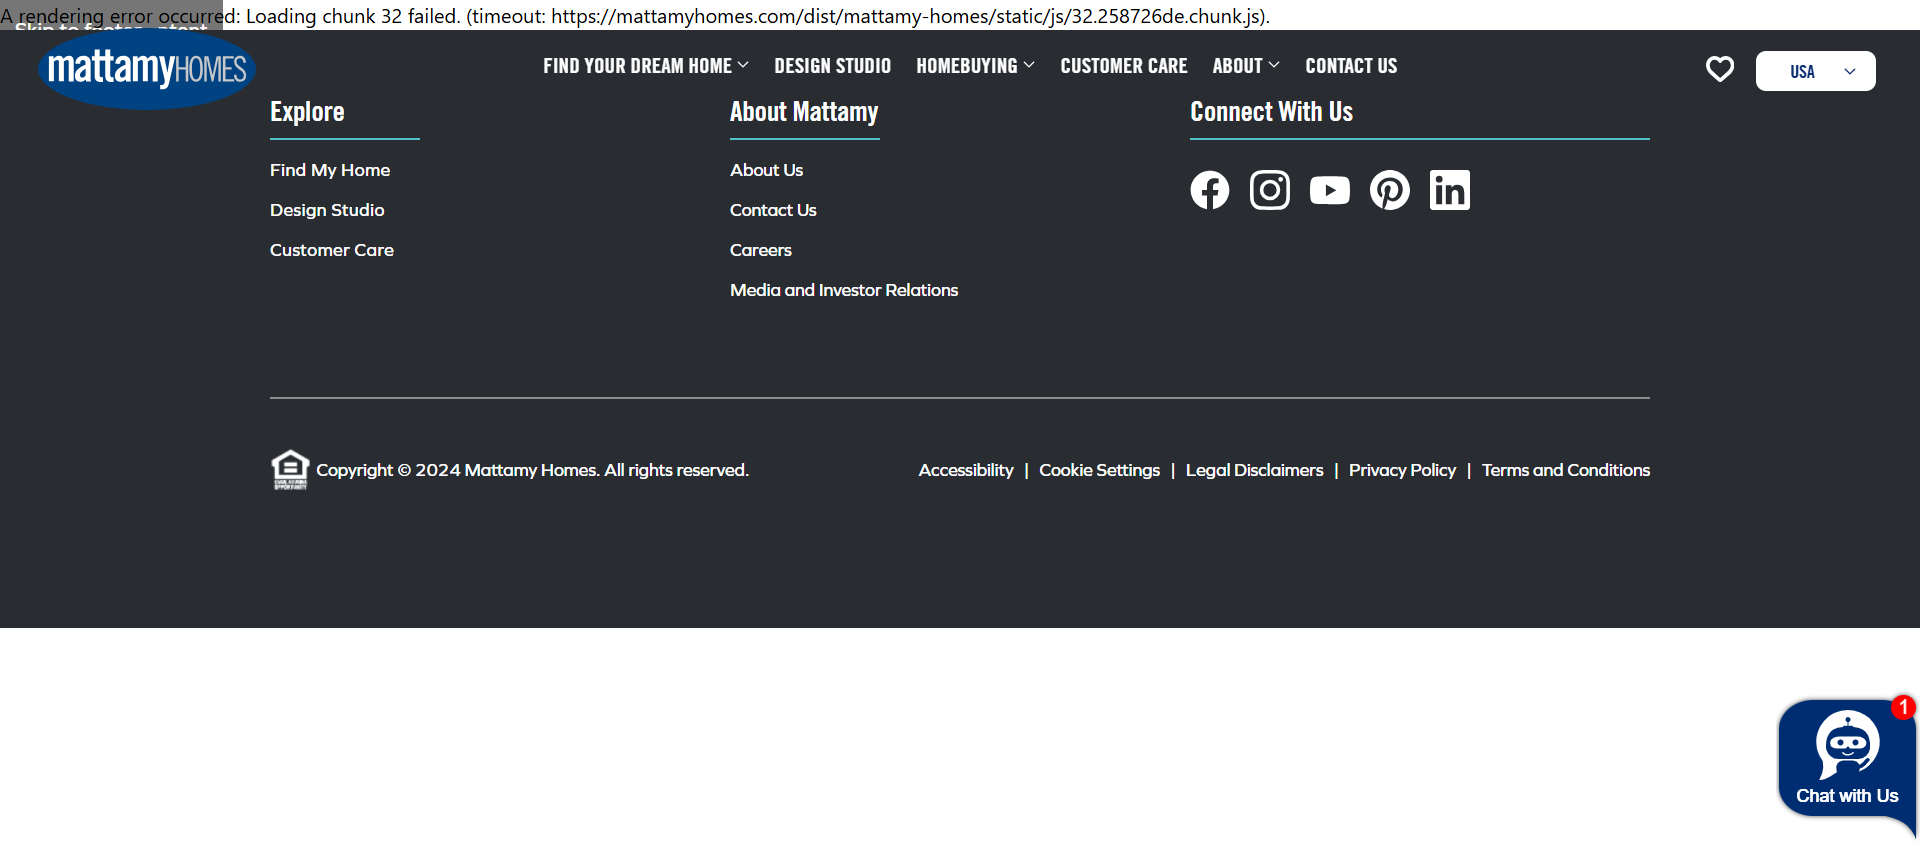 A rendering error occurred: Loading chunk 32 failed. (timeout: https://mattamyhomes.com/dist/mattamy-homes/static/js/32.258726de.chunk.js).
Skip to footer content
mattamyHOMES
FIND YOUR DREAM HOME
DESIGN STUDIO
HOMEBUYING
CUSTOMER CARE
ABOUT
CONTACT US
USA
Explore
Find My Home
Design Studio
Customer Care
About Mattamy
About Us
Contact Us
Careers
Media and Investor Relations
Connect With Us
Copyright © 2024 Mattamy Homes. All rights reserved.
Accessibility | Cookie Settings | Legal Disclaimers | Privacy Policy | Terms and Conditions
1
Chat with Us